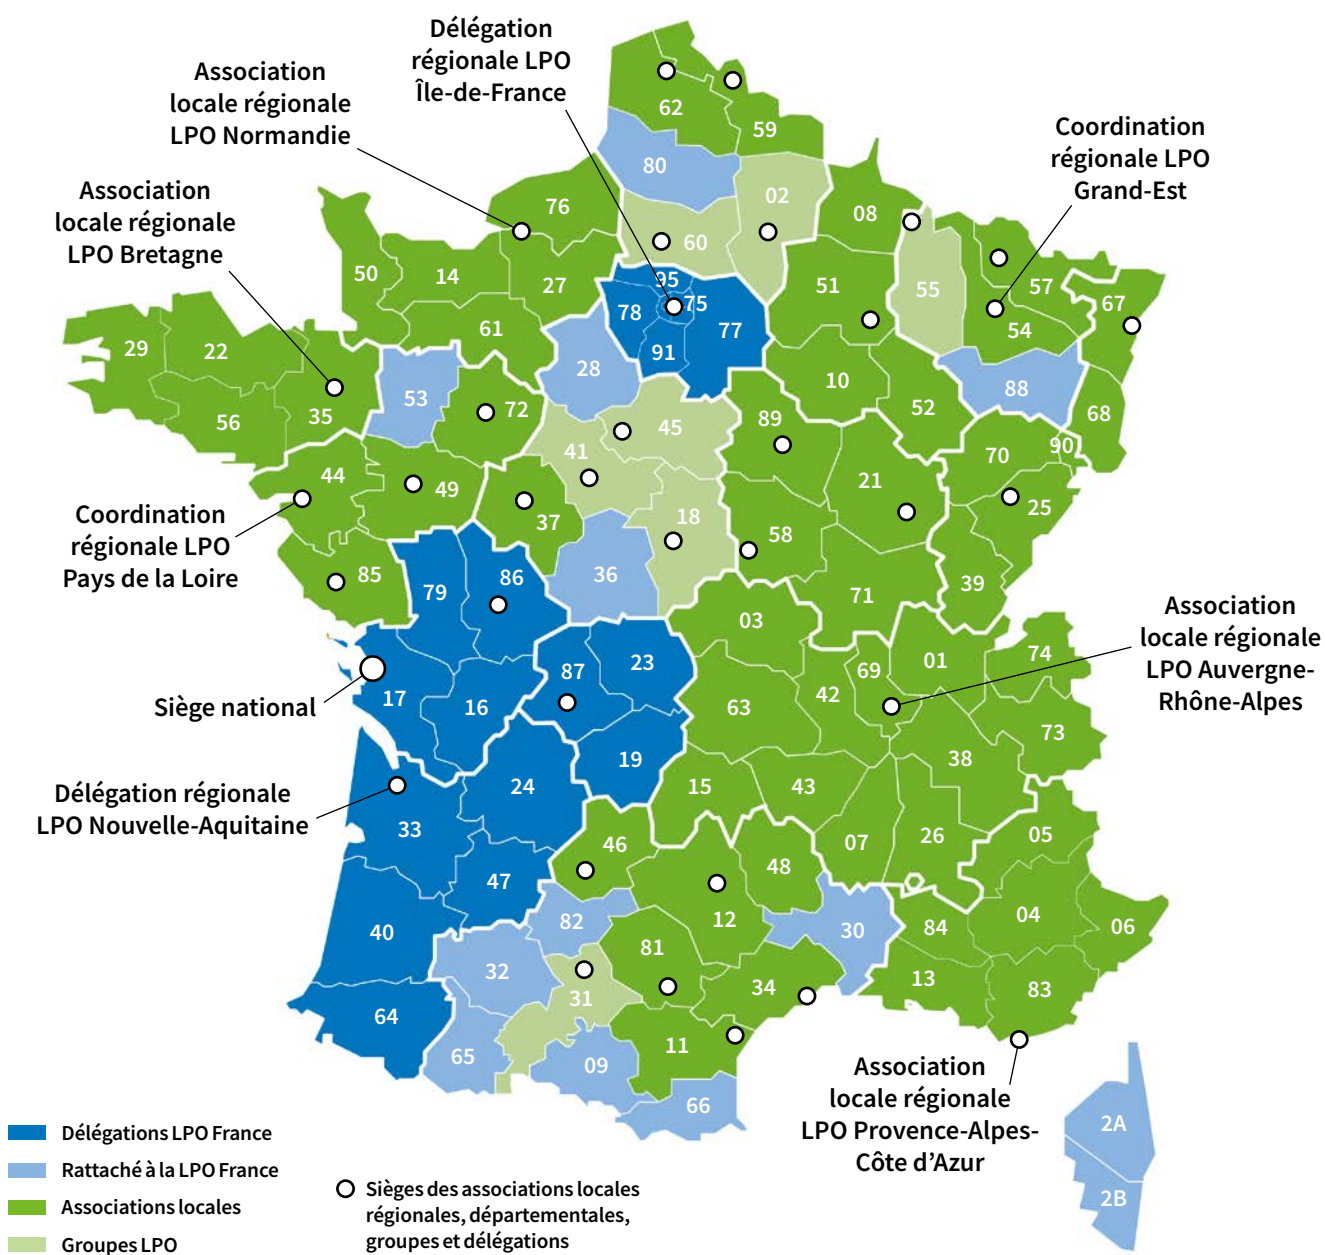 Délégation
régionale LPO
Île-de-France
Association
locale régionale
LPO Normandie
Coordination
régionale LPO
Grand-Est
Association
locale régionale
LPO Bretagne
62
59
80
02
76
60
08
50
14
27
95
75
78
77
91
51
55
57
67
54
61
29
22
28
10
88
53
35
72
52
68
56
45
89
41
70
90
44
49
21
25
37
18
58
Coordination
régionale LPO
Pays de la Loire
85
79
86
36
71
39
03
Association
locale régionale
LPO Auvergne-
Rhône-Alpes
87
23
69
01
74
Siège national
17
16
63
42
73
19
38
Délégation régionale
LPO Nouvelle-Aquitaine
24
15
43
33
46
07
26
05
47
48
40
82
12
30
84
04
06
32
81
31
34
13
83
64
65
09
11
66
Association
locale régionale
LPO Provence-Alpes-
Côte d'Azur
2A
2B
Délégations LPO France
Rattaché à la LPO France
Associations locales
Groupes LPO
Sièges des associations locales
régionales, départementales,
groupes et délégations